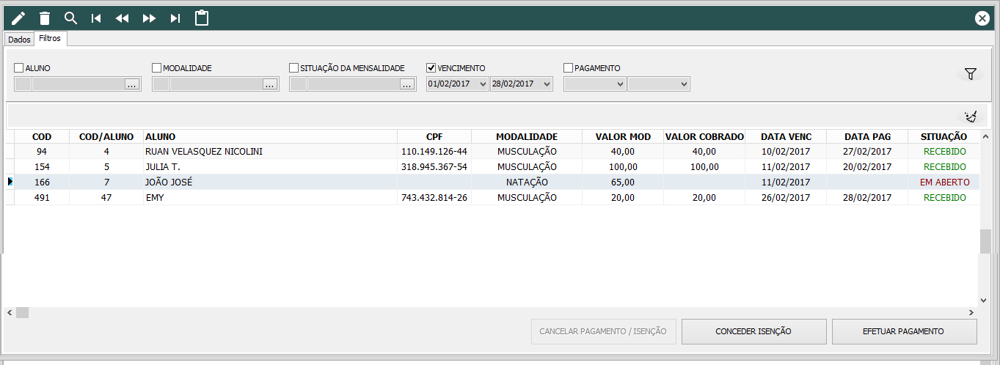 Dados Filtros
ALUNO MODALIDADE SITUAÇÃO DA MENSALIDADE VENCIMENTO PAGAMENTO
... ... ... 01/02/2017 28/02/2017
COD COD/ALUNO ALUNO CPF MODALIDADE VALOR MOD VALOR COBRADO DATA VENC DATA PAG SITUAÇÃO
94 4 RUAN VELASQUEZ NICOLINI 110.149.126-44 MUSCULAÇÃO 40,00 40,00 10/02/2017 27/02/2017 RECEBIDO
154 5 JULIA T. 318.945.367-54 MUSCULAÇÃO 100,00 100,00 11/02/2017 20/02/2017 RECEBIDO
166 7 JOÃO JOSÉ NATAÇÃO 65,00 11/02/2017 EM ABERTO
491 47 EMY 743.432.814-26 MUSCULAÇÃO 20,00 20,00 26/02/2017 28/02/2017 RECEBIDO
CANCELAR PAGAMENTO / ISENÇÃO CONCEDER ISENÇÃO EFETUAR PAGAMENTO